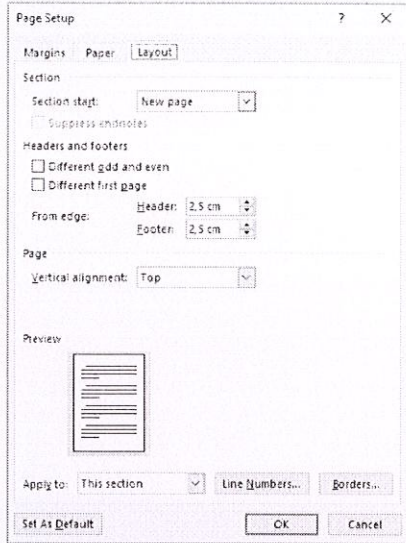 Page Setup ? ×
Margins Paper Layout
Section
Section start: New page
Suppress endnotes
Headers and footers
Different odd and even
Different first page
From edge: Header: 2,5 cm
Footer: 2,5 cm
Page
Vertical alignment: Top
Preview
Apply to: This section Line Numbers... Borders...
Set As Default OK Cancel